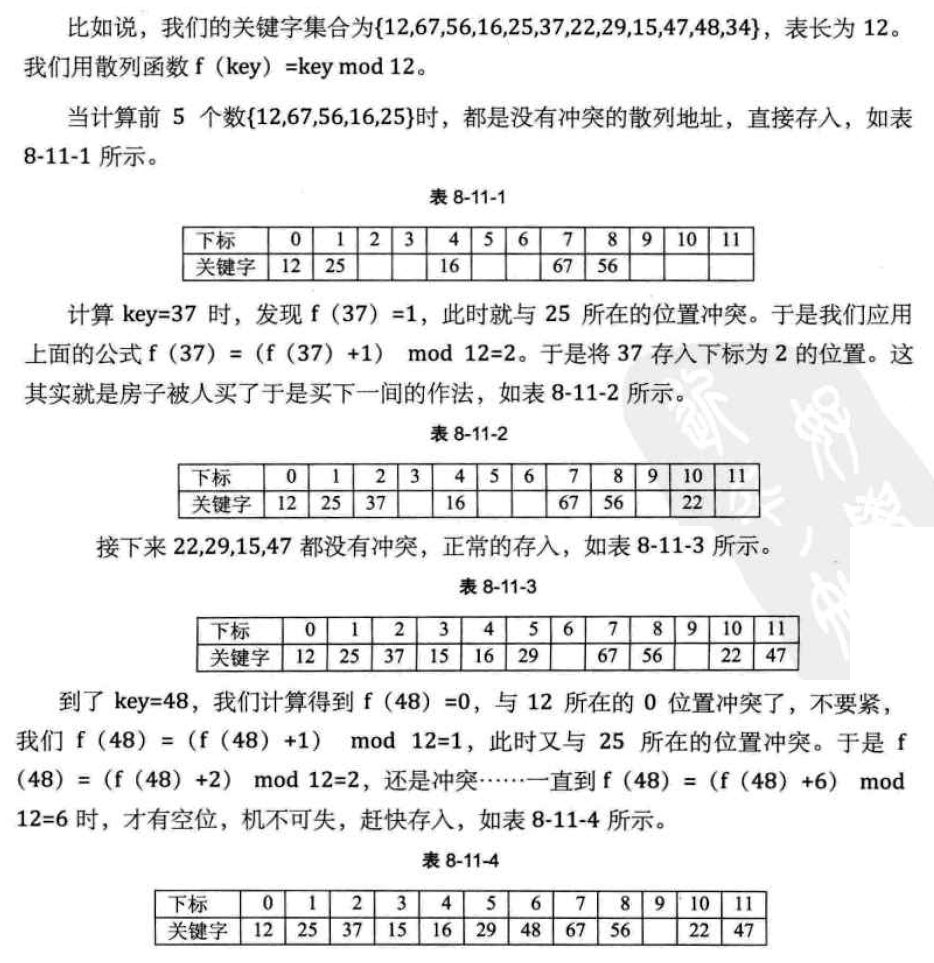 比如说，我们的关键字集合为{12,67,56,16,25,37,22,29,15,47,48,34}，表长为 12。
我们用散列函数 f（key）=key mod 12。
当计算前 5 个数{12,67,56,16,25}时，都是没有冲突的散列地址，直接存入，如表
8-11-1 所示。
表 8-11-1
下标 0 1 2 3 4 5 6 7 8 9 10 11
关键字 12 25 16 67 56
计算 key=37 时，发现 f（37）=1，此时就与 25 所在的位置冲突。于是我们应用
上面的公式 f（37）=（f（37）+1） mod 12=2。于是将 37 存入下标为 2 的位置。这
其实就是房子被人买了于是买下一间的作法，如表 8-11-2 所示。
表 8-11-2
下标 0 1 2 3 4 5 6 7 8 9 10 11
关键字 12 25 37 16 67 56 22
接下来 22,29,15,47 都没有冲突，正常的存入，如表 8-11-3 所示。
表 8-11-3
下标 0 1 2 3 4 5 6 7 8 9 10 11
关键字 12 25 37 15 16 29 67 56 22 47
到了 key=48，我们计算得到 f（48）=0，与 12 所在的 0 位置冲突了，不要紧，
我们 f（48）=（f（48）+1） mod 12=1，此时又与 25 所在的位置冲突。于是 f
（48）=（f（48）+2） mod 12=2，还是冲突……一直到 f（48）=（f（48）+6） mod
12=6 时，才有空位，机不可失，赶快存入，如表 8-11-4 所示。
表 8-11-4
下标 0 1 2 3 4 5 6 7 8 9 10 11
关键字 12 25 37 15 16 29 48 67 56 22 47